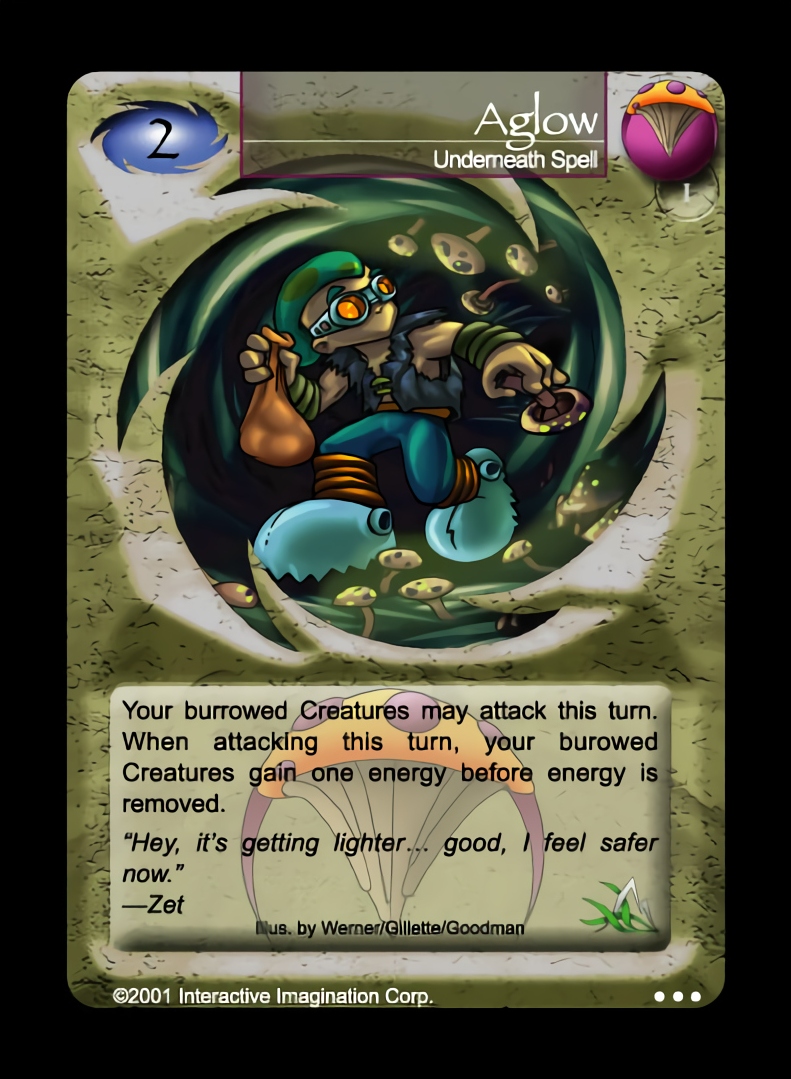 2
Aglow
Underneath Spell
1
Your burrowed Creatures may attack this turn.
When attacking this turn, your burowed
Creatures gain one energy before energy is
removed.
“Hey, it’s getting lighter… good, I feel safer
now.”
—Zet
Illus. by Werner/Gillette/Goodman
©2001 Interactive Imagination Corp.